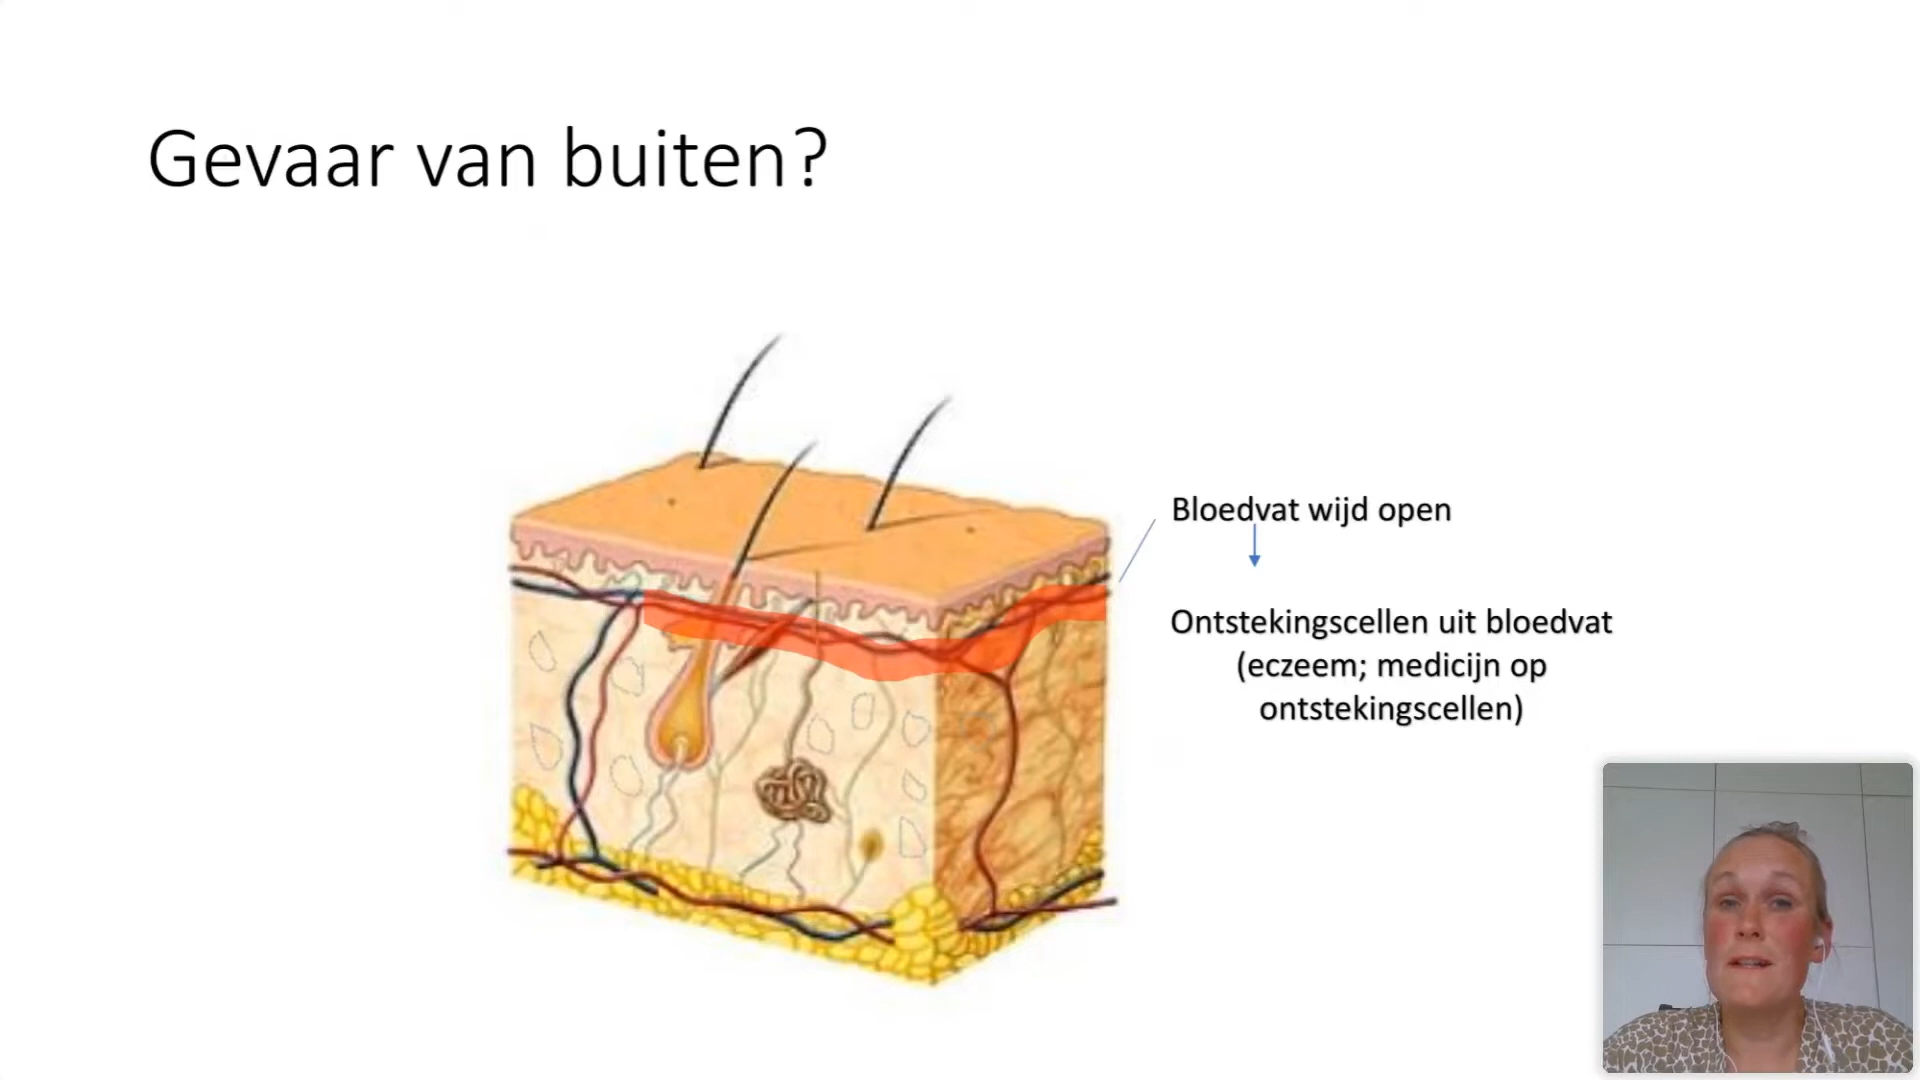 Gevaar van buiten?
Bloedvat wijd open
Ontstekingscellen uit bloedvat
(eczeem; medicijn op
ontstekingscellen)